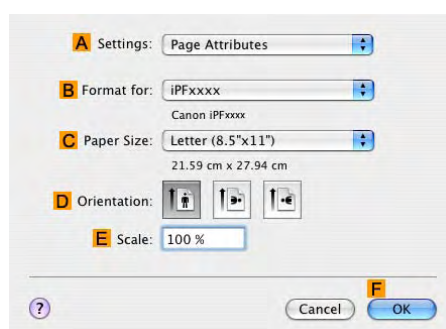 A Settings: Page Attributes
B Format for: iPFxxxx
Canon iPFxxxx
C Paper Size: Letter (8.5"x11")
21.59 cm x 27.94 cm
D Orientation:
E Scale: 100 %
F
? Cancel OK